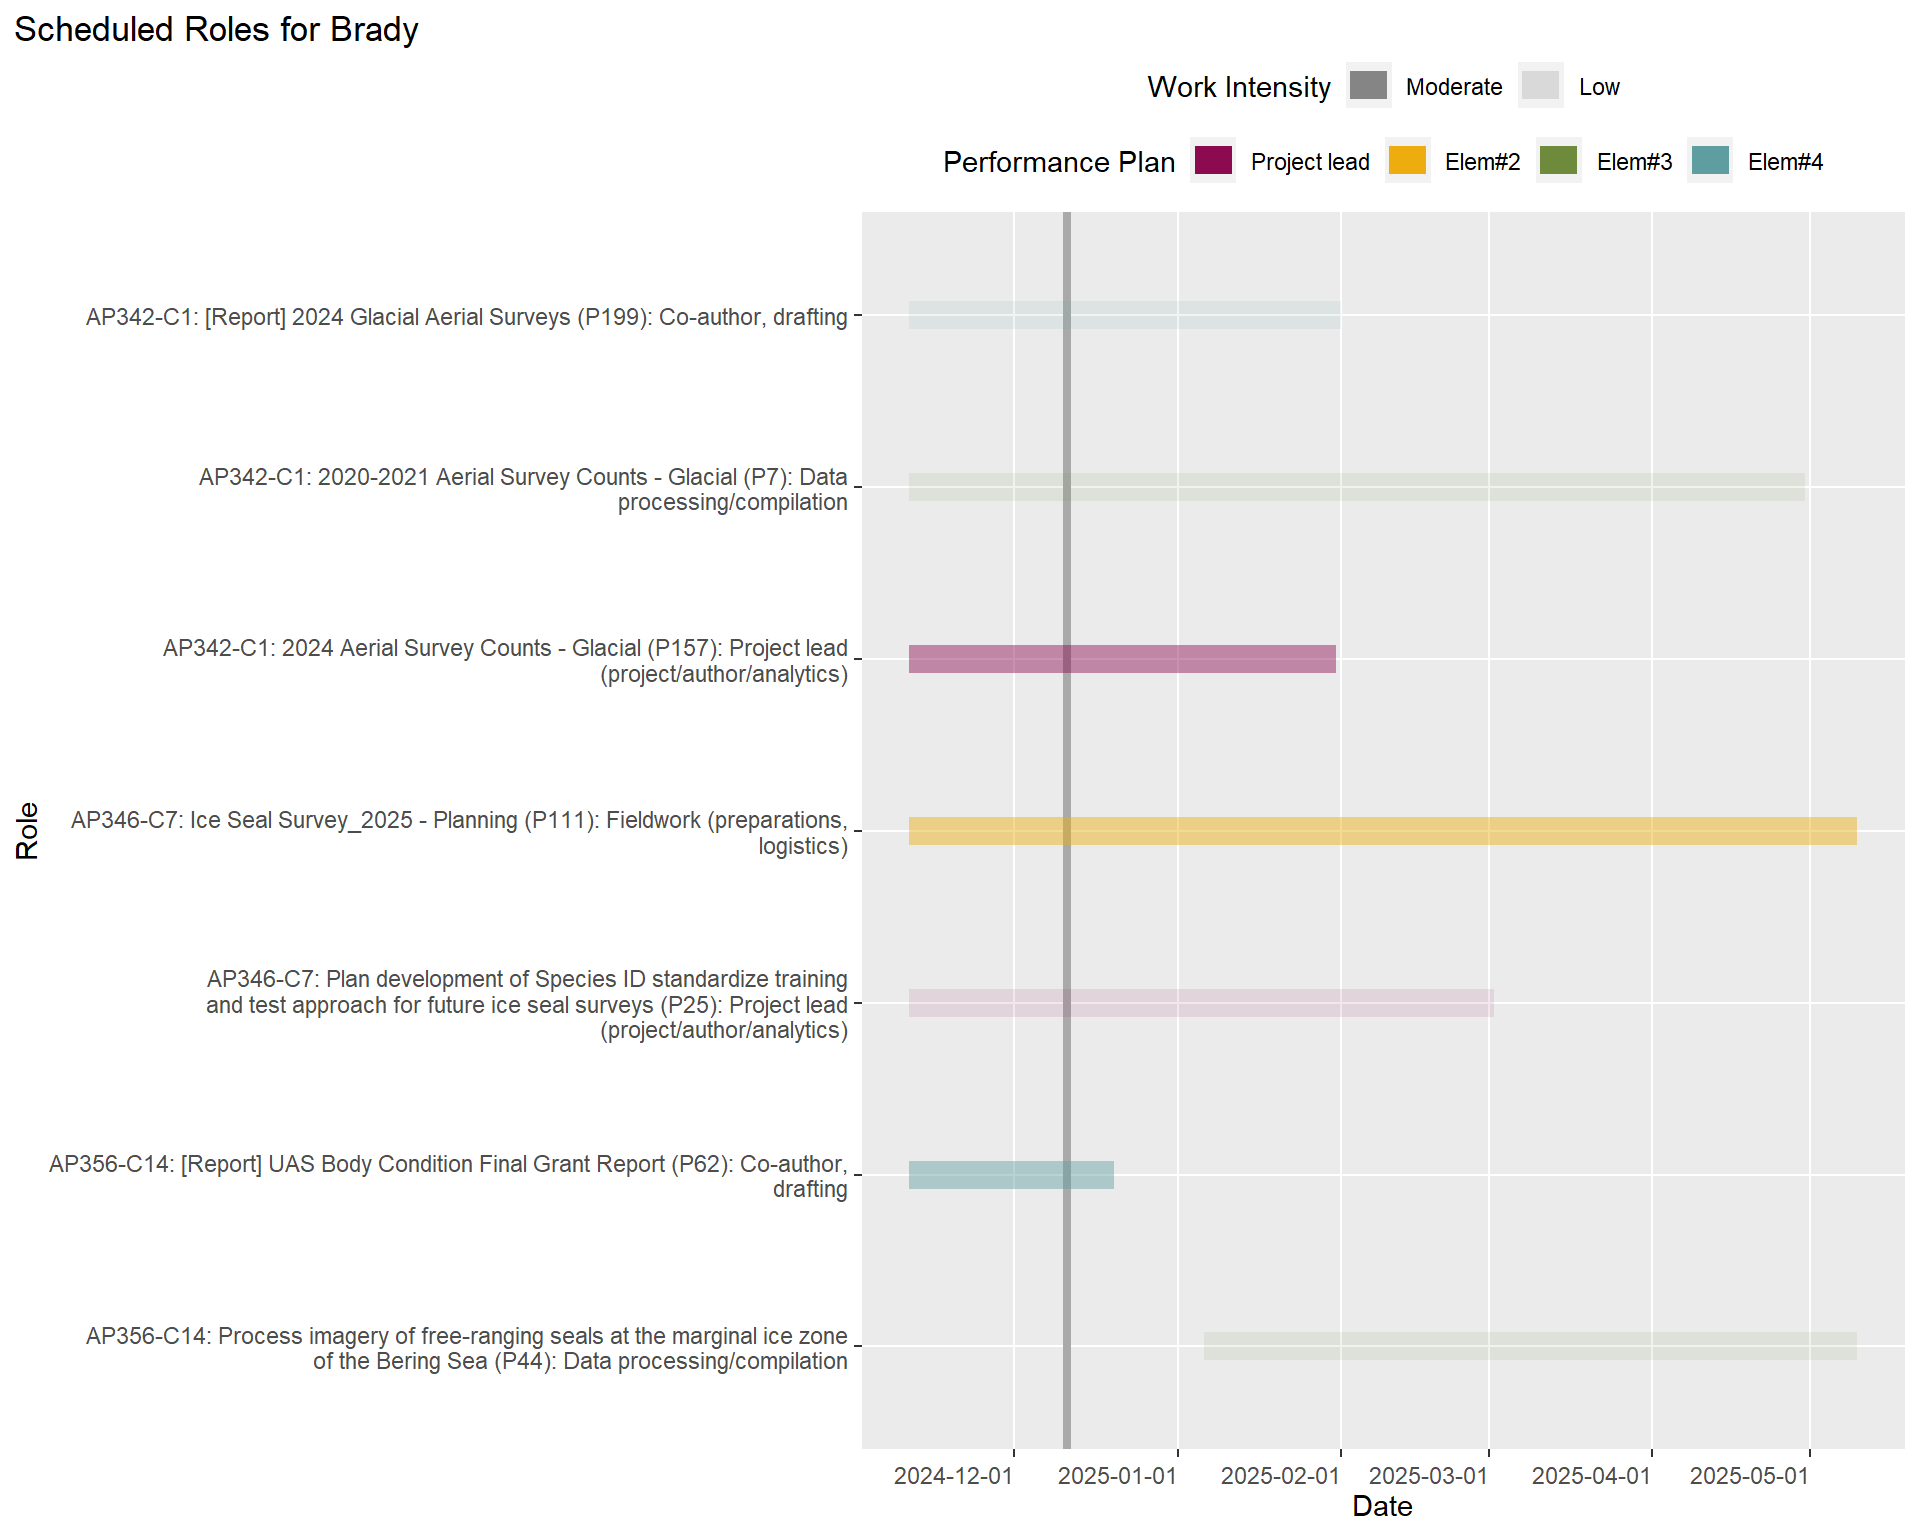 Scheduled Roles for Brady
Work Intensity Moderate Low
Performance Plan Project lead Elem#2 Elem#3 Elem#4
AP342-C1: [Report] 2024 Glacial Aerial Surveys (P199): Co-author, drafting
AP342-C1: 2020-2021 Aerial Survey Counts - Glacial (P7): Data
processing/compilation
AP342-C1: 2024 Aerial Survey Counts - Glacial (P157): Project lead
(project/author/analytics)
Role
AP346-C7: Ice Seal Survey_2025 - Planning (P111): Fieldwork (preparations,
logistics)
AP346-C7: Plan development of Species ID standardize training
and test approach for future ice seal surveys (P25): Project lead
(project/author/analytics)
AP356-C14: [Report] UAS Body Condition Final Grant Report (P62): Co-author,
drafting
AP356-C14: Process imagery of free-ranging seals at the marginal ice zone
of the Bering Sea (P44): Data processing/compilation
2024-12-01 2025-01-01 2025-02-01 2025-03-01 2025-04-01 2025-05-01
Date